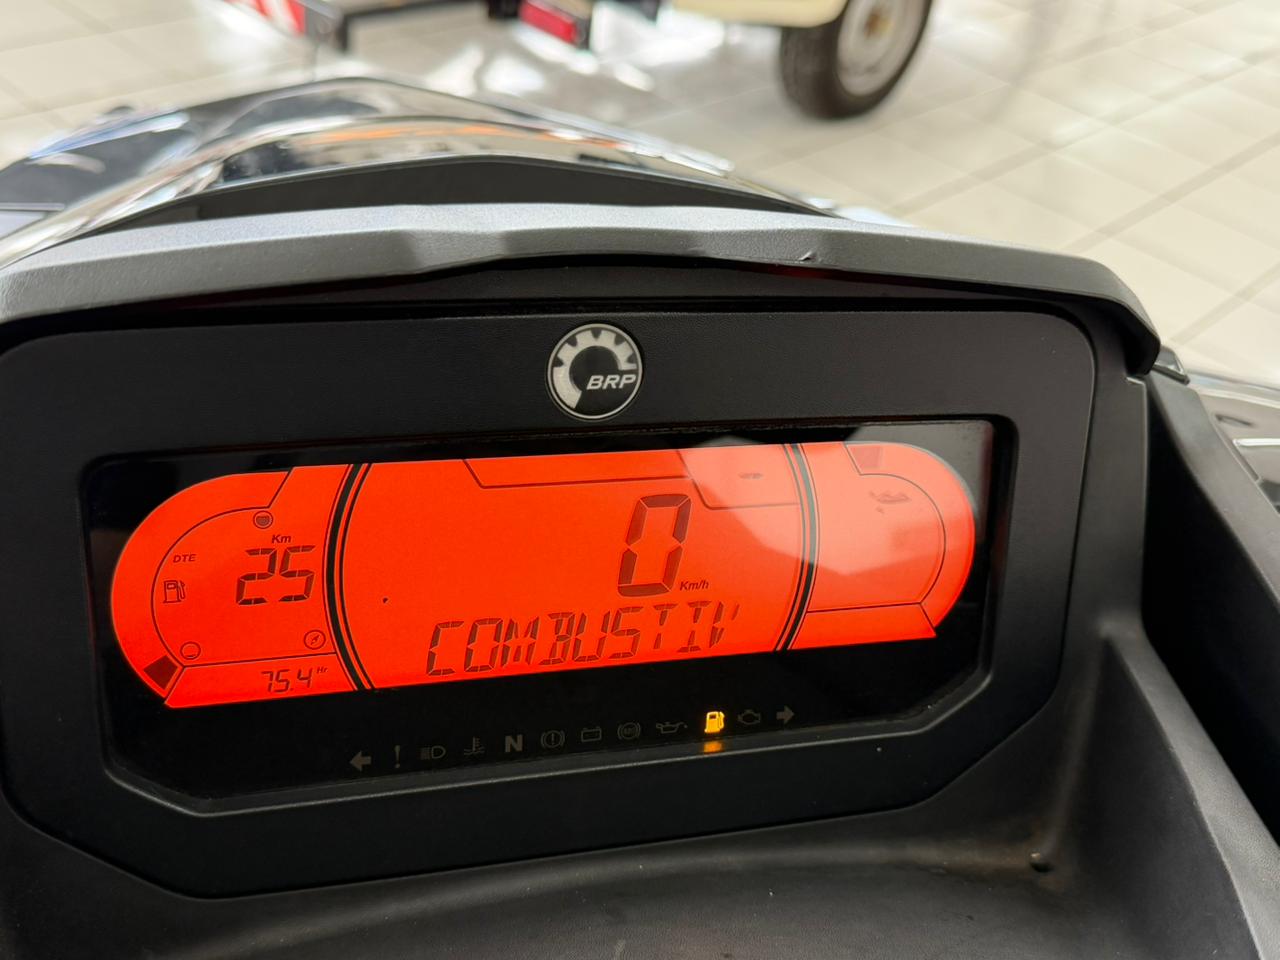 BRP
DTE
Km
25
75.4 Hr
0 Km/h
COMBUSTIV
N